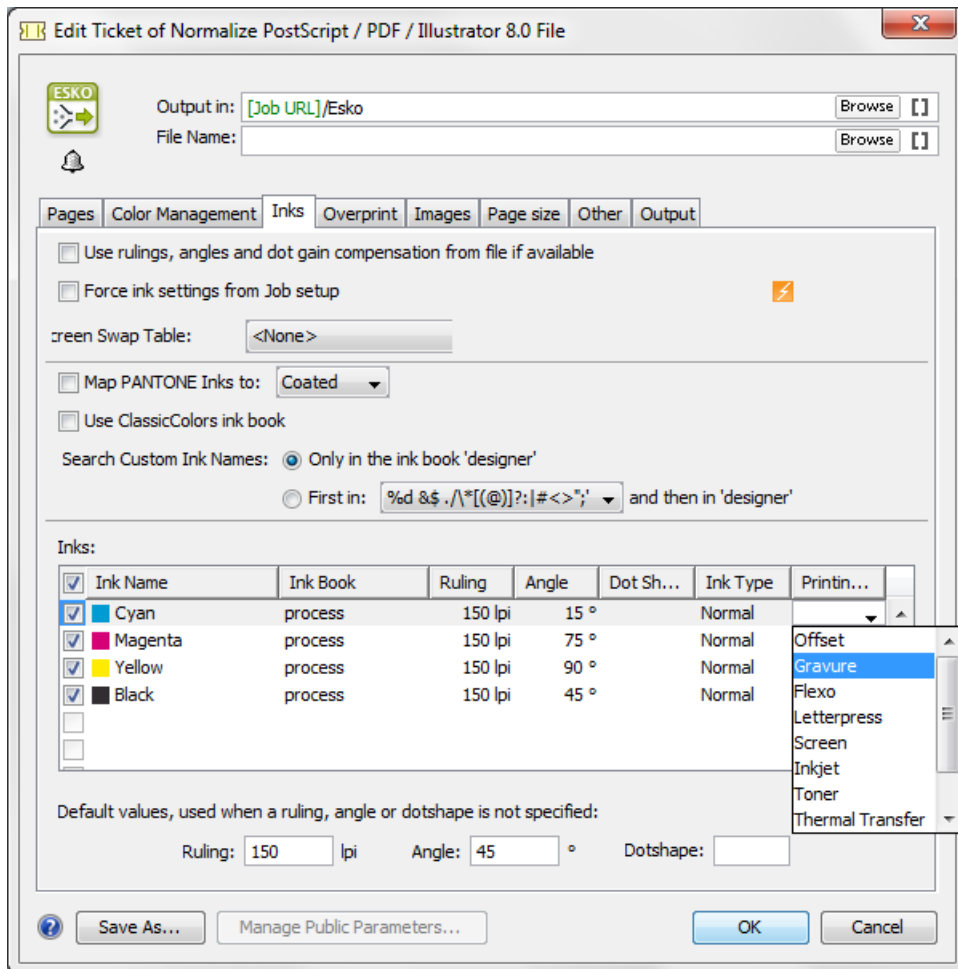 Edit Ticket of Normalize PostScript / PDF / Illustrator 8.0 File
x
ESKO
Output in: [Job URL]/Esko Browse []
File Name: Browse []
Pages Color Management Inks Overprint Images Page size Other Output
Use rulings, angles and dot gain compensation from file if available
Force ink settings from Job setup
creen Swap Table: <None>
Map PANTONE Inks to: Coated
Use ClassicColors ink book
Search Custom Ink Names: Only in the ink book 'designer'
First in: %d &$ ./\*[(@)]?:|#<>";' and then in 'designer'
Inks:
Ink Name Ink Book Ruling Angle Dot Sh... Ink Type Printin...
Cyan process 150 lpi 15 ° Normal
Magenta process 150 lpi 75 ° Normal Offset
Yellow process 150 lpi 90 ° Normal Gravure
Black process 150 lpi 45 ° Normal Flexo
Letterpress
Screen
Inkjet
Toner
Thermal Transfer
Default values, used when a ruling, angle or dotshape is not specified:
Ruling: 150 lpi Angle: 45 ° Dotshape:
? Save As... Manage Public Parameters... OK Cancel